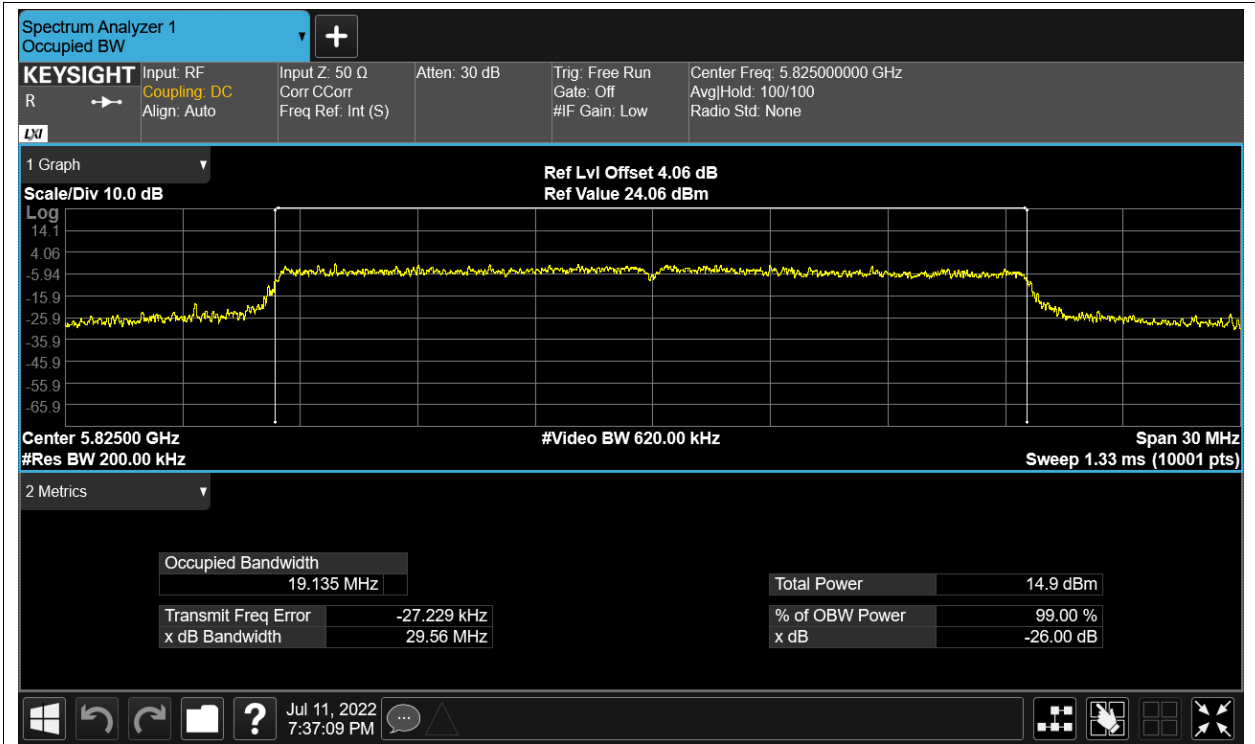 Spectrum Analyzer 1
Occupied BW
KEYSIGHT
R
LXI
Input: RF
Coupling: DC
Align: Auto
Input Z: 50 Ω
Corr CCorr
Freq Ref: Int (S)
Atten: 30 dB
Trig: Free Run
Gate: Off
#IF Gain: Low
Center Freq: 5.825000000 GHz
Avg|Hold: 100/100
Radio Std: None
1 Graph
Scale/Div 10.0 dB
Ref Lvl Offset 4.06 dB
Ref Value 24.06 dBm
Log
14.1
4.06
-5.94
-15.9
-25.9
-35.9
-45.9
-55.9
-65.9
Center 5.82500 GHz
#Video BW 620.00 kHz
Span 30 MHz
#Res BW 200.00 kHz
Sweep 1.33 ms (10001 pts)
2 Metrics
Occupied Bandwidth
19.135 MHz
Total Power 14.9 dBm
Transmit Freq Error -27.229 kHz
% of OBW Power 99.00 %
x dB Bandwidth 29.56 MHz
x dB -26.00 dB
?
Jul 11, 2022
7:37:09 PM